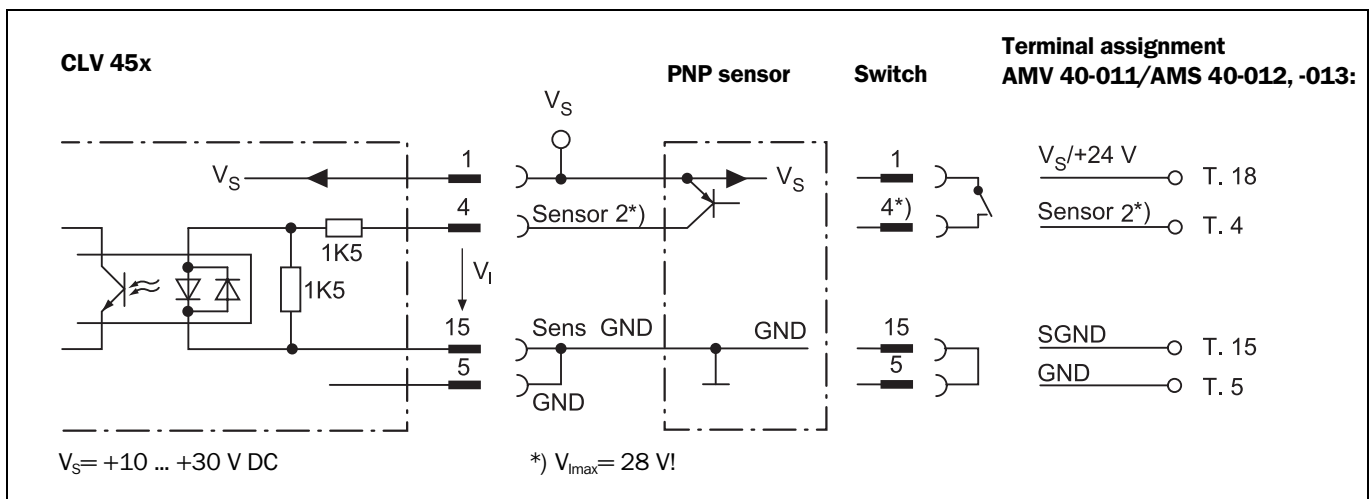 CLV 45x
PNP sensor
Switch
Terminal assignment
AMV 40-011/AMS 40-012, -013:
V_S
V_S
1
V_S
1
V_S/+24 V
T. 18
4
Sensor 2*)
4*)
Sensor 2*)
T. 4
1K5
1K5
V_I
15
Sens GND
GND
15
SGND
T. 15
5
GND
5
GND
T. 5
V_S= +10 ... +30 V DC
*) V_Imax= 28 V!